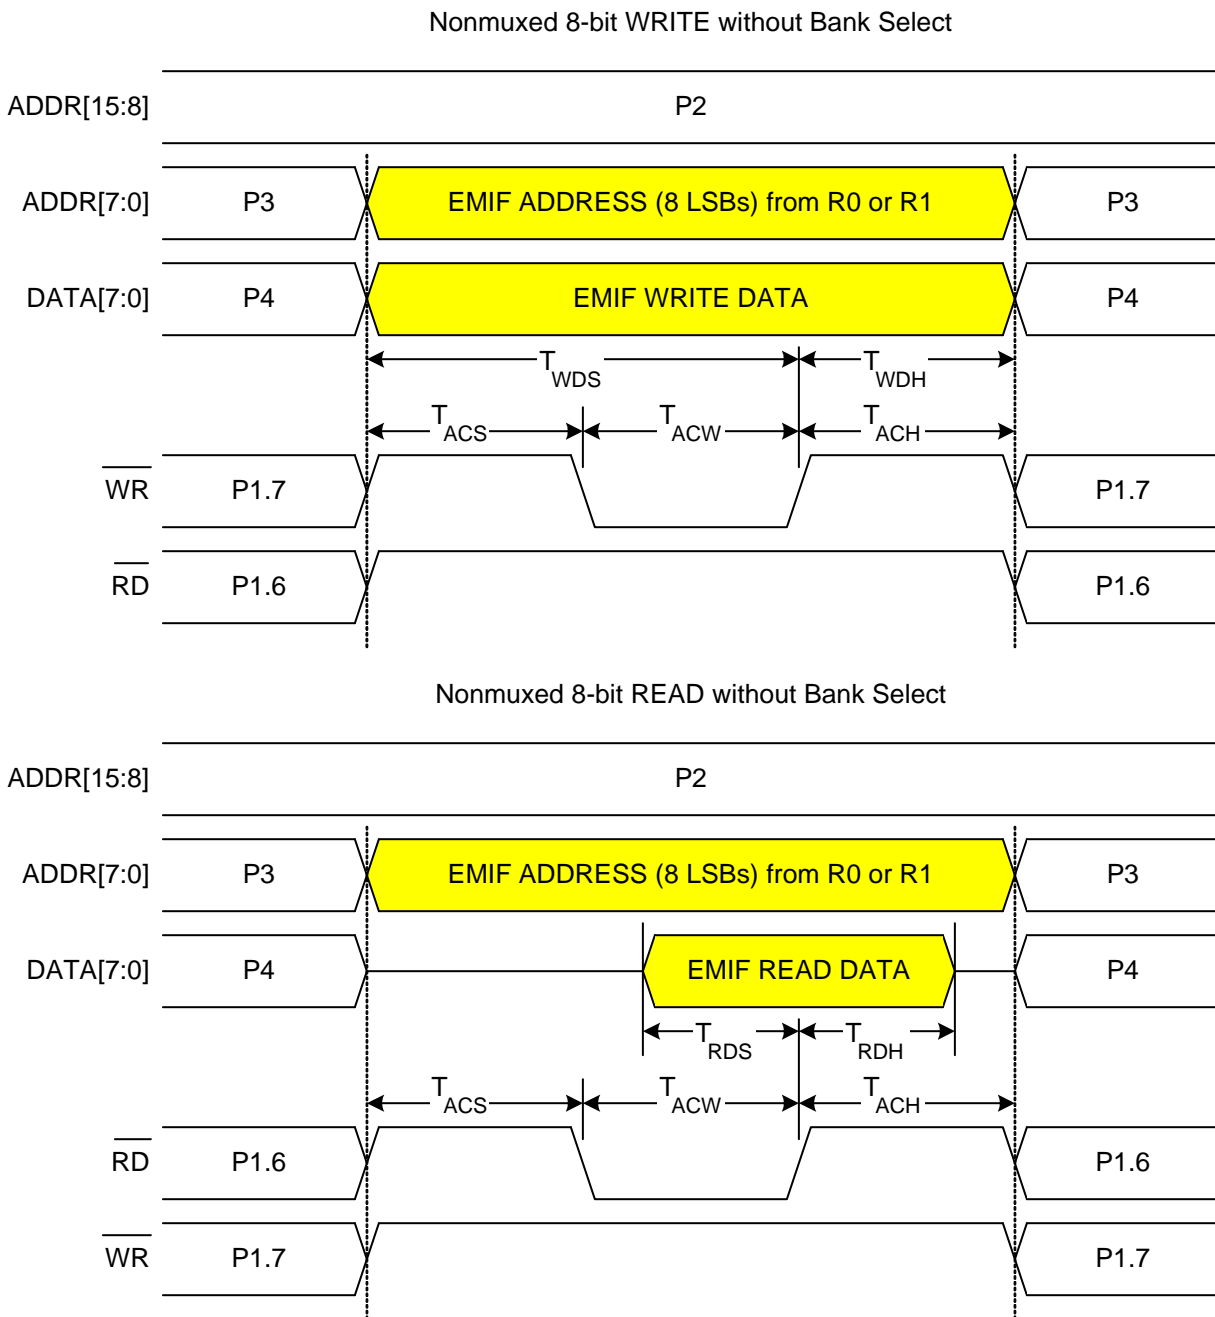 Nonmuxed 8-bit WRITE without Bank Select
ADDR[15:8] P2
ADDR[7:0] P3 EMIF ADDRESS (8 LSBs) from R0 or R1 P3
DATA[7:0] P4 EMIF WRITE DATA P4
TWDS TWDH
TACS TACW TACH
WR P1.7 P1.7
RD P1.6 P1.6
Nonmuxed 8-bit READ without Bank Select
ADDR[15:8] P2
ADDR[7:0] P3 EMIF ADDRESS (8 LSBs) from R0 or R1 P3
DATA[7:0] P4 EMIF READ DATA P4
TRDS TRDH
TACS TACW TACH
RD P1.6 P1.6
WR P1.7 P1.7